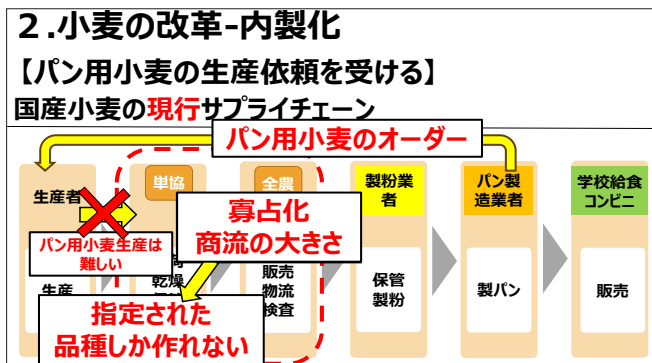 2.小麦の改革-内製化
【パン用小麦の生産依頼を受ける】
国産小麦の現行サプライチェーン
パン用小麦のオーダー
生産者
単協
全農
製粉業
者
パン製
造業者
学校給食
コンビニ
寡占化
商流の大きさ
パン用小麦生産は
難しい
生産
乾燥
販売
物流
検査
保管
製粉
製パン
販売
指定された
品種しか作れない